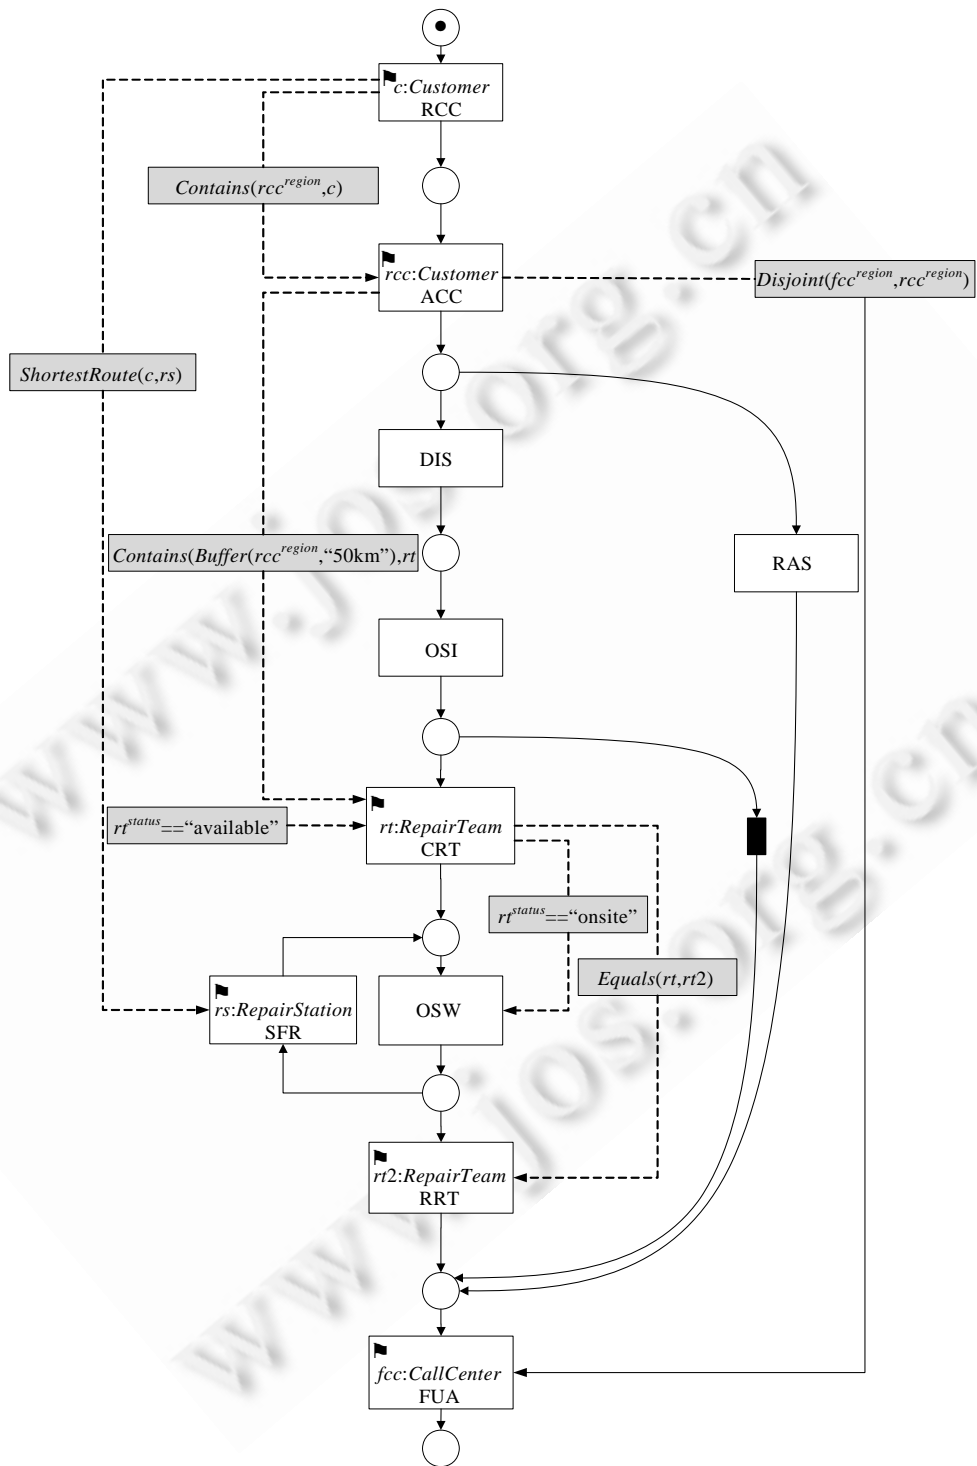 c:Customer
RCC
Contains(rcc^region,c)
rcc:Customer
ACC
Disjoint(fcc^region,rcc^region)
ShortestRoute(c,rs)
DIS
Contains(Buffer(rcc^region,“50km”),rt
RAS
OSI
rt^status==“available”
rt:RepairTeam
CRT
rt^status==“onsite”
Equals(rt,rt2)
rs:RepairStation
SFR
OSW
rt2:RepairTeam
RRT
fcc:CallCenter
FUA
www.jos.org.cn
www.jos.org.cn